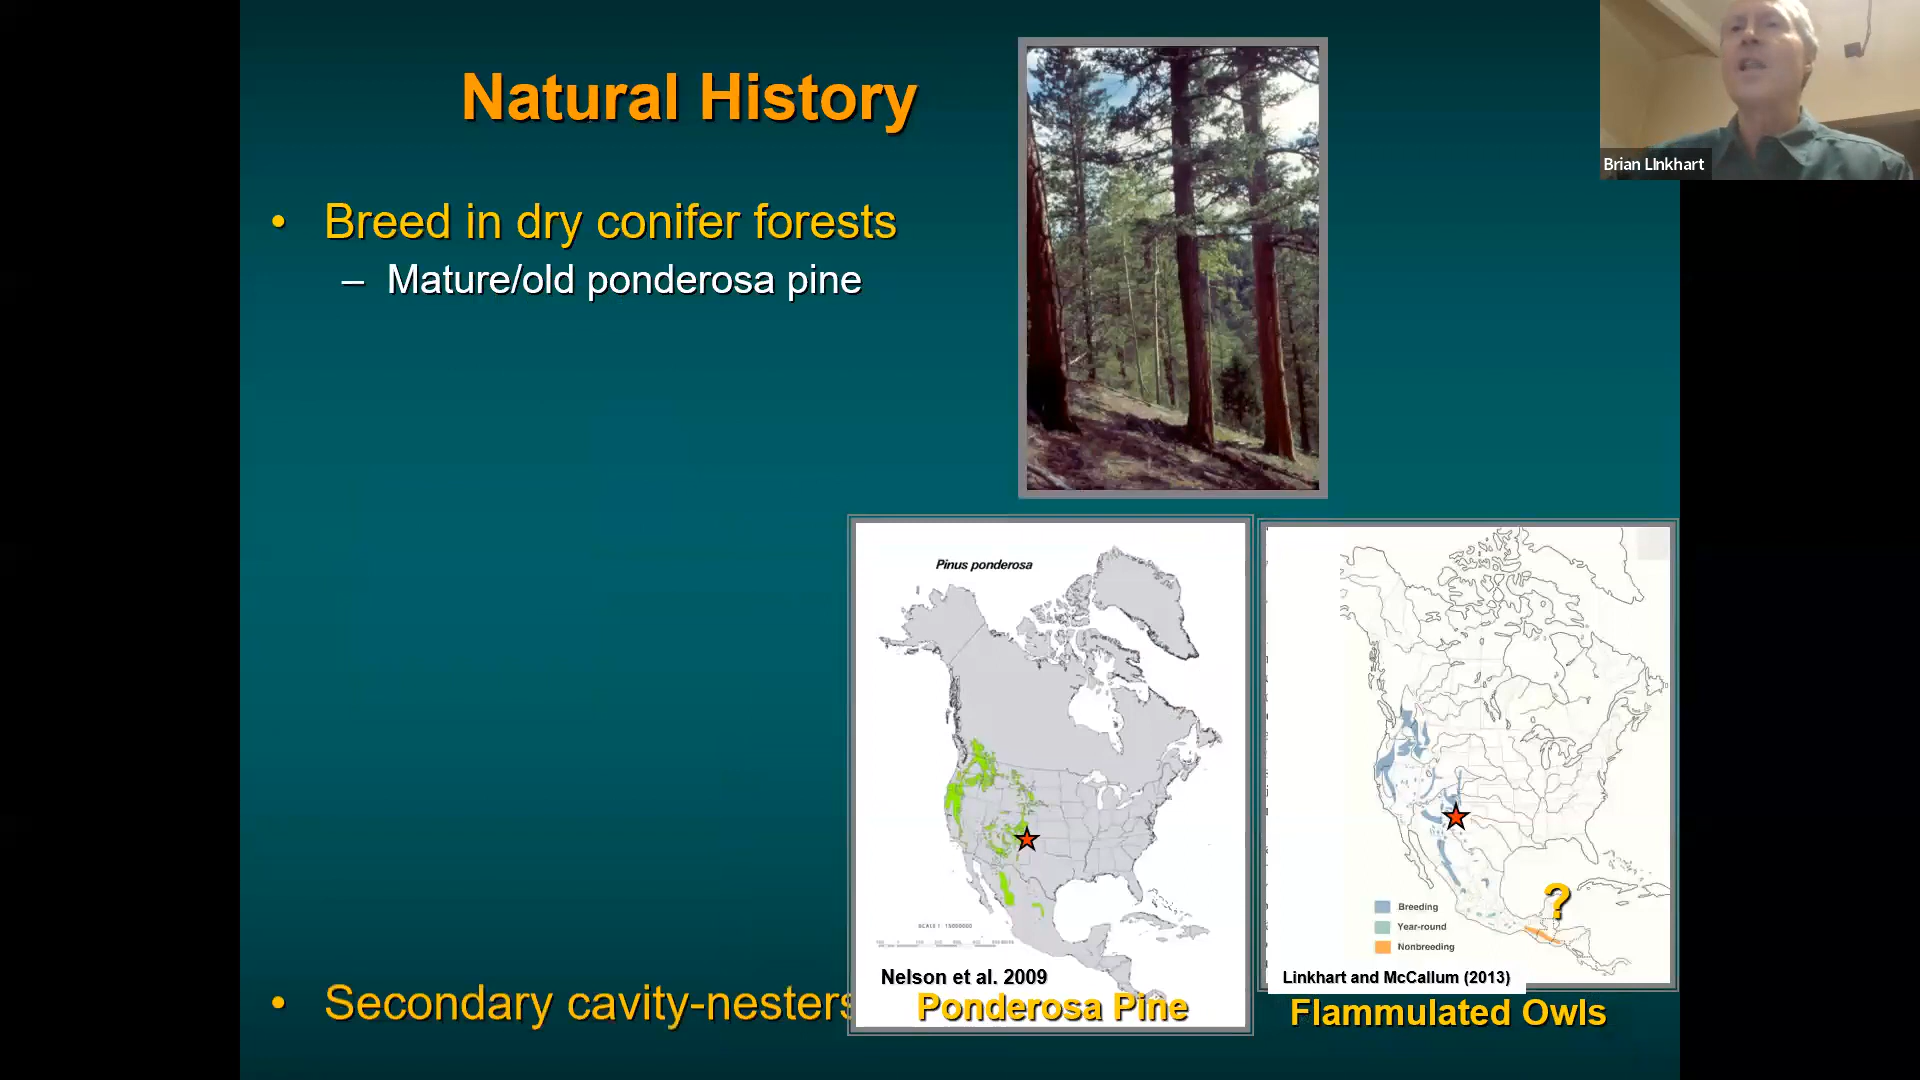 Natural History
• Breed in dry conifer forests
– Mature/old ponderosa pine
• Secondary cavity-nesters
Pinus ponderosa
Nelson et al. 2009
Ponderosa Pine
?
Breeding
Year-round
Nonbreeding
Linkhart and McCallum (2013)
Flammulated Owls
Brian LInkhart